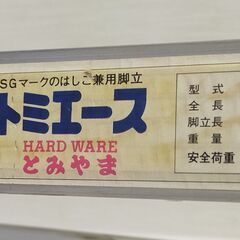 SGマークのはしご兼用脚立
トミエース
HARD WARE
とみやま
型式
全長
脚立長
重量
安全荷重